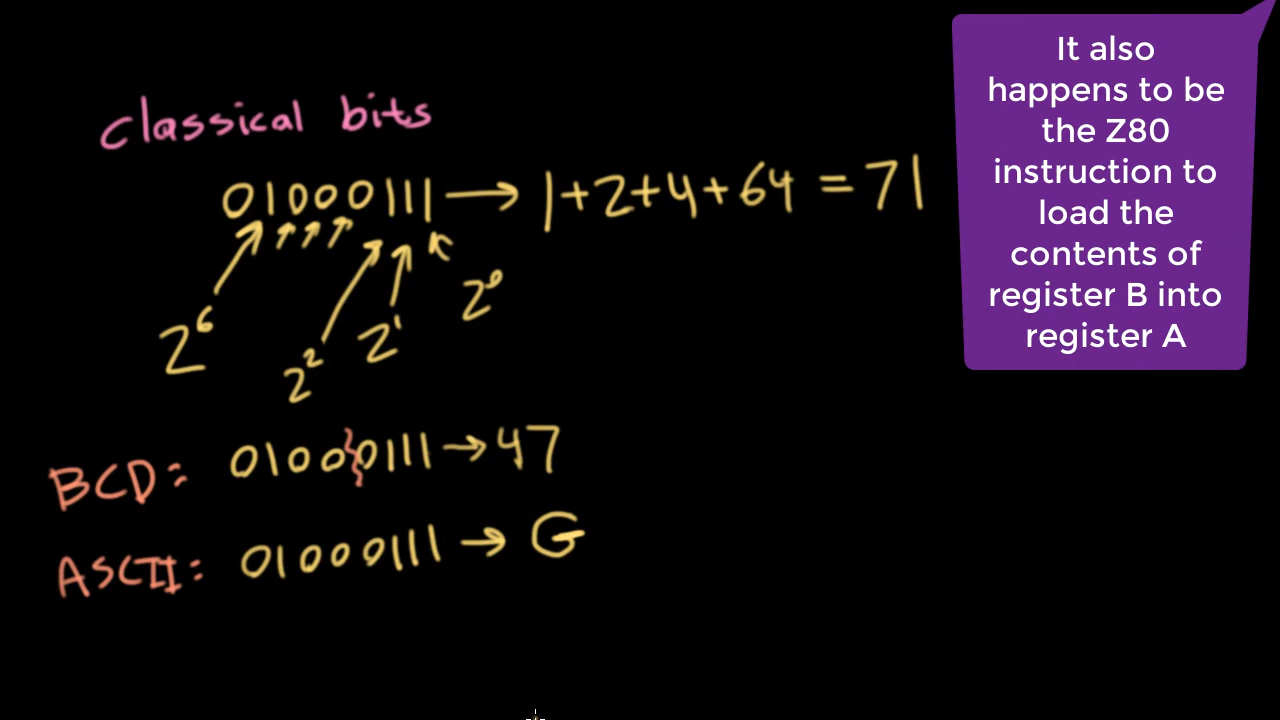 classical bits
01000111 → 1+2+4+64 = 71
2⁶ 2² 2¹ 2⁰
BCD: 0100}0111 → 47
ASCII: 01000111 → G
It also
happens to be
the Z80
instruction to
load the
contents of
register B into
register A